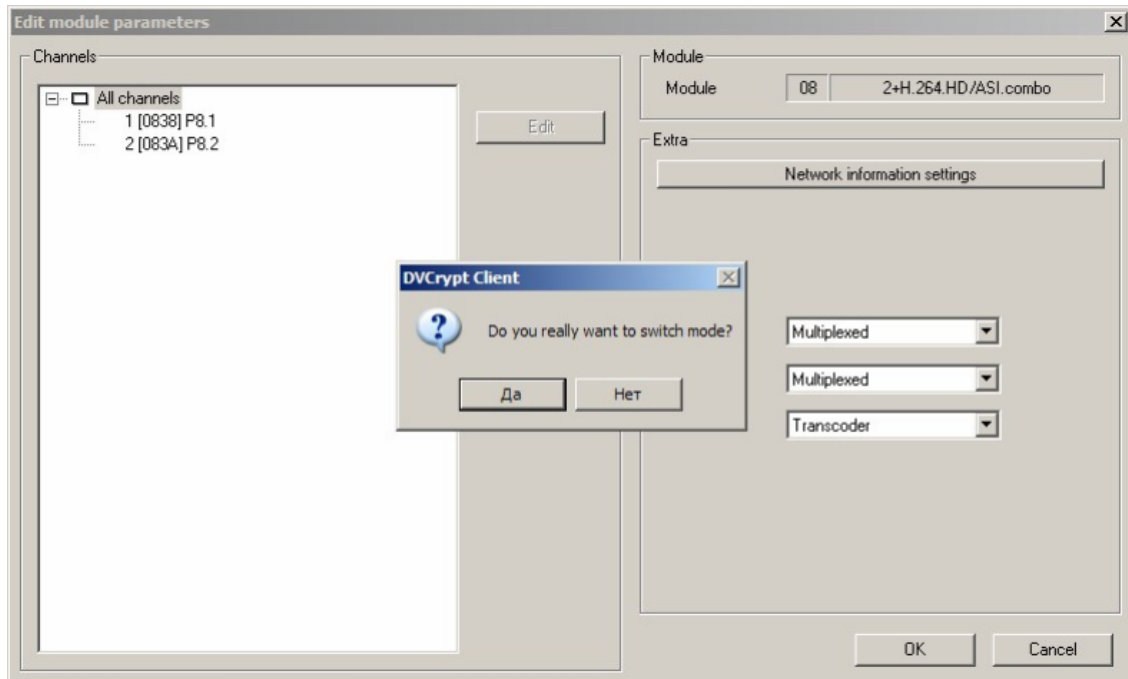 Edit module parameters
Channels
All channels
1 [0838] P8.1
2 [083A] P8.2
Edit
Module
Module 08 2+H.264.HD/ASI.combo
Extra
Network information settings
Multiplexed
Multiplexed
Transcoder
DVCrypt Client
Do you really want to switch mode?
Да Нет
OK Cancel